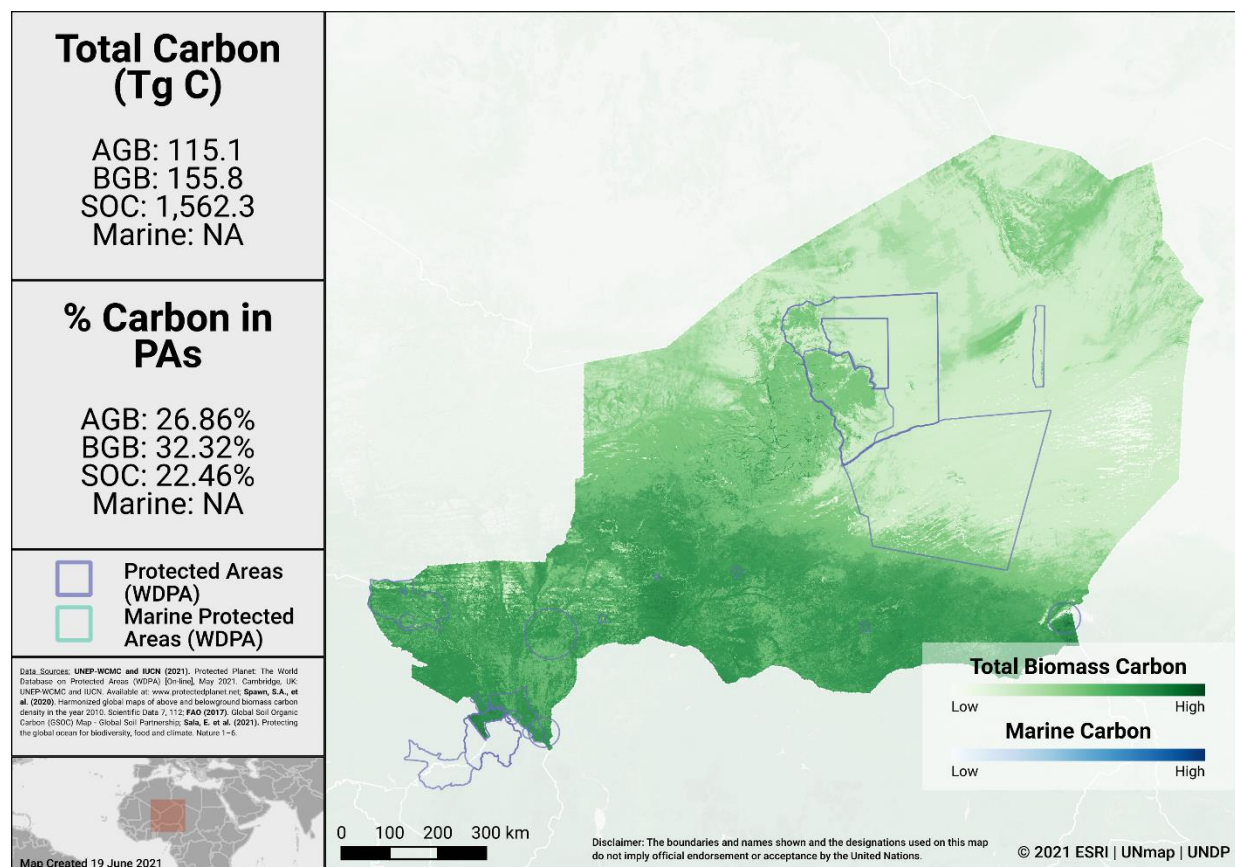 Total Carbon
(Tg C)
AGB: 115.1
BGB: 155.8
SOC: 1,562.3
Marine: NA
% Carbon in
PAs
AGB: 26.86%
BGB: 32.32%
SOC: 22.46%
Marine: NA
Protected Areas
(WDPA)
Marine Protected
Areas (WDPA)
Data Sources: UNEP-WCMC and IUCN (2021). Protected Planet: The World
Database on Protected Areas (WDPA) [On-line], May 2021. Cambridge, UK:
UNEP-WCMC and IUCN. Available at: www.protectedplanet.net; Spawn, S.A., et
al. (2020). Harmonized global maps of above and belowground biomass carbon
density in the year 2010. Scientific Data 7, 112; FAO (2017). Global Soil Organic
Carbon (GSOC) Map - Global Soil Partnership; Sala, E. et al. (2021). Protecting
the global ocean for biodiversity, food and climate. Nature 1–6.
Map Created 19 June 2021
Total Biomass Carbon
Low High
Marine Carbon
Low High
0 100 200 300 km
Disclaimer: The boundaries and names shown and the designations used on this map
do not imply official endorsement or acceptance by the United Nations.
© 2021 ESRI | UNmap | UNDP